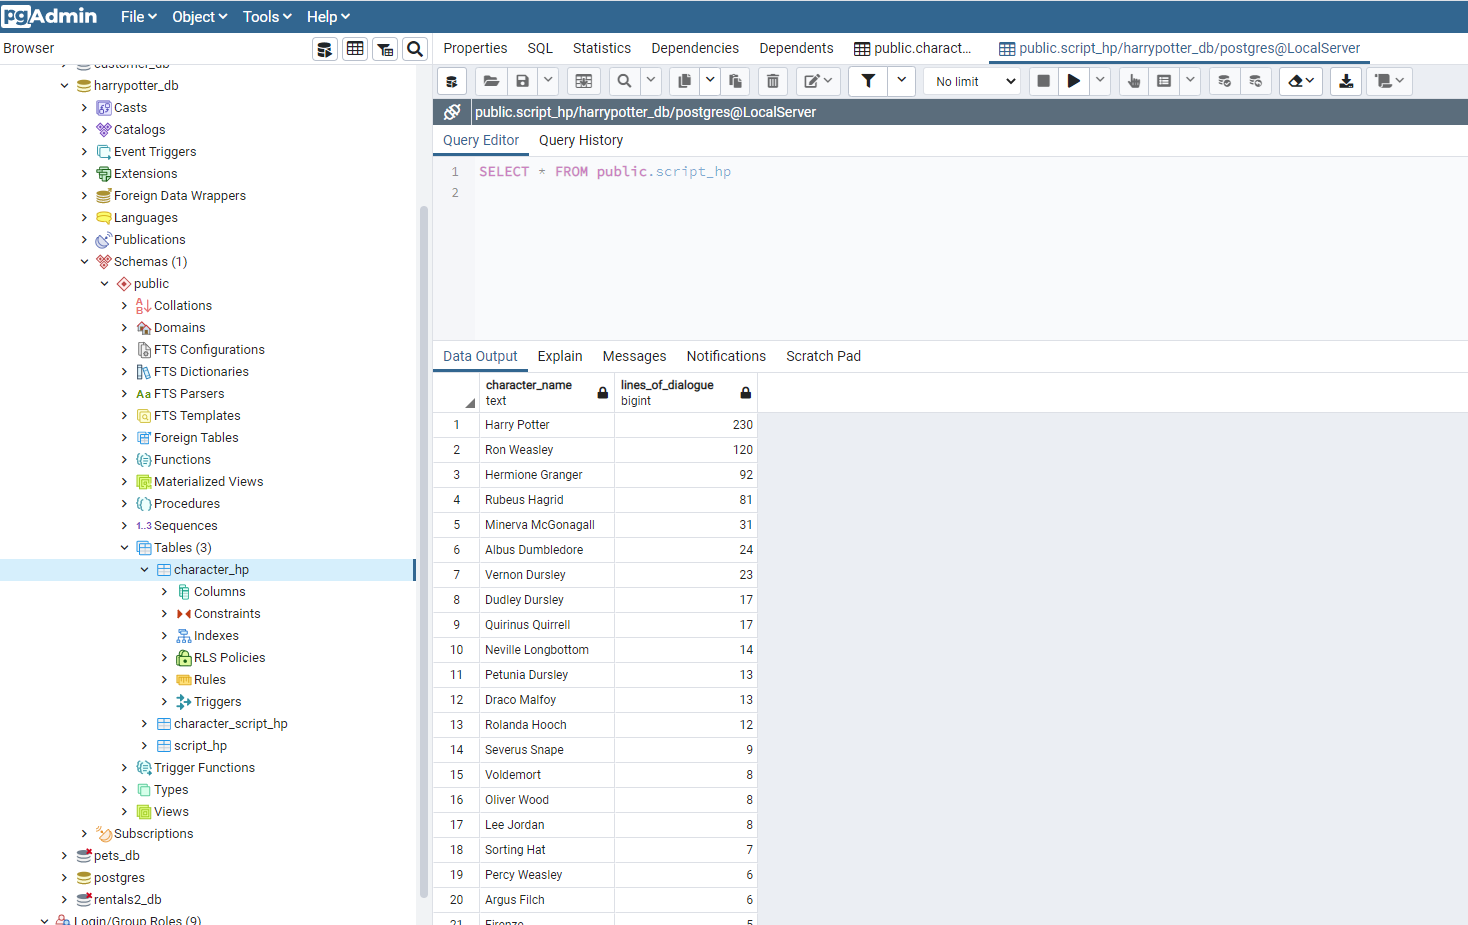 pgAdmin File Object Tools Help
Browser
Properties SQL Statistics Dependencies Dependents public.charact... public.script_hp/harrypotter_db/postgres@LocalServer
No limit
public.script_hp/harrypotter_db/postgres@LocalServer
Query Editor Query History
1 SELECT * FROM public.script_hp
2
customer_db
harrypotter_db
Casts
Catalogs
Event Triggers
Extensions
Foreign Data Wrappers
Languages
Publications
Schemas (1)
public
Collations
Domains
FTS Configurations
FTS Dictionaries
Aa FTS Parsers
FTS Templates
Foreign Tables
Functions
Materialized Views
Procedures
1..3 Sequences
Tables (3)
character_hp
Columns
Constraints
Indexes
RLS Policies
Rules
Triggers
character_script_hp
script_hp
Trigger Functions
Types
Views
Subscriptions
pets_db
postgres
rentals2_db
Login/Group Roles (9)
Data Output Explain Messages Notifications Scratch Pad
character_name lines_of_dialogue
text bigint
1 Harry Potter 230
2 Ron Weasley 120
3 Hermione Granger 92
4 Rubeus Hagrid 81
5 Minerva McGonagall 31
6 Albus Dumbledore 24
7 Vernon Dursley 23
8 Dudley Dursley 17
9 Quirinus Quirrell 17
10 Neville Longbottom 14
11 Petunia Dursley 13
12 Draco Malfoy 13
13 Rolanda Hooch 12
14 Severus Snape 9
15 Voldemort 8
16 Oliver Wood 8
17 Lee Jordan 8
18 Sorting Hat 7
19 Percy Weasley 6
20 Argus Filch 6
21 Firenze 5